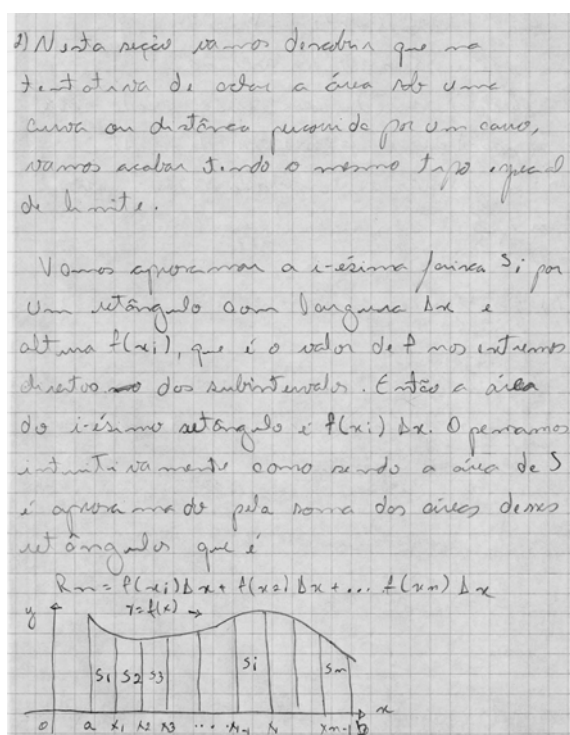 2) Nesta seção vamos descobrir que na
tentativa de achar a área sob uma
curva ou distância percorrida por um carro,
vamos acabar tendo o mesmo tipo especial
de limite.
Vamos aproximar a i-ésima faixa Si por
um retângulo com largura Δx e
altura f(xi), que é o valor de f nos extremos
direitos dos subintervalos. Então a área
do i-ésimo retângulo é f(xi) Δx. O pensamos
intuitivamente como sendo a área de S
é aproximado pela soma das áreas desses
retângulos que é
Rn = f(xi)Δx + f(x2)Δx + ... f(xn) Δx
y y=f(x)
S1 S2 S3 Si Sn
0 a x1 x2 x3 ... xi-1 xi xn-1 b x